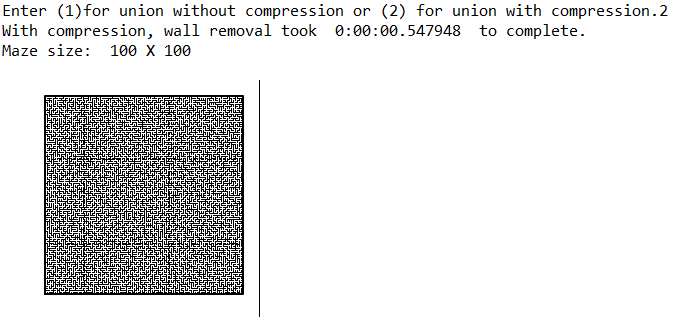 Enter (1)for union without compression or (2) for union with compression.2
With compression, wall removal took  0:00:00.547948  to complete.
Maze size:  100 X 100